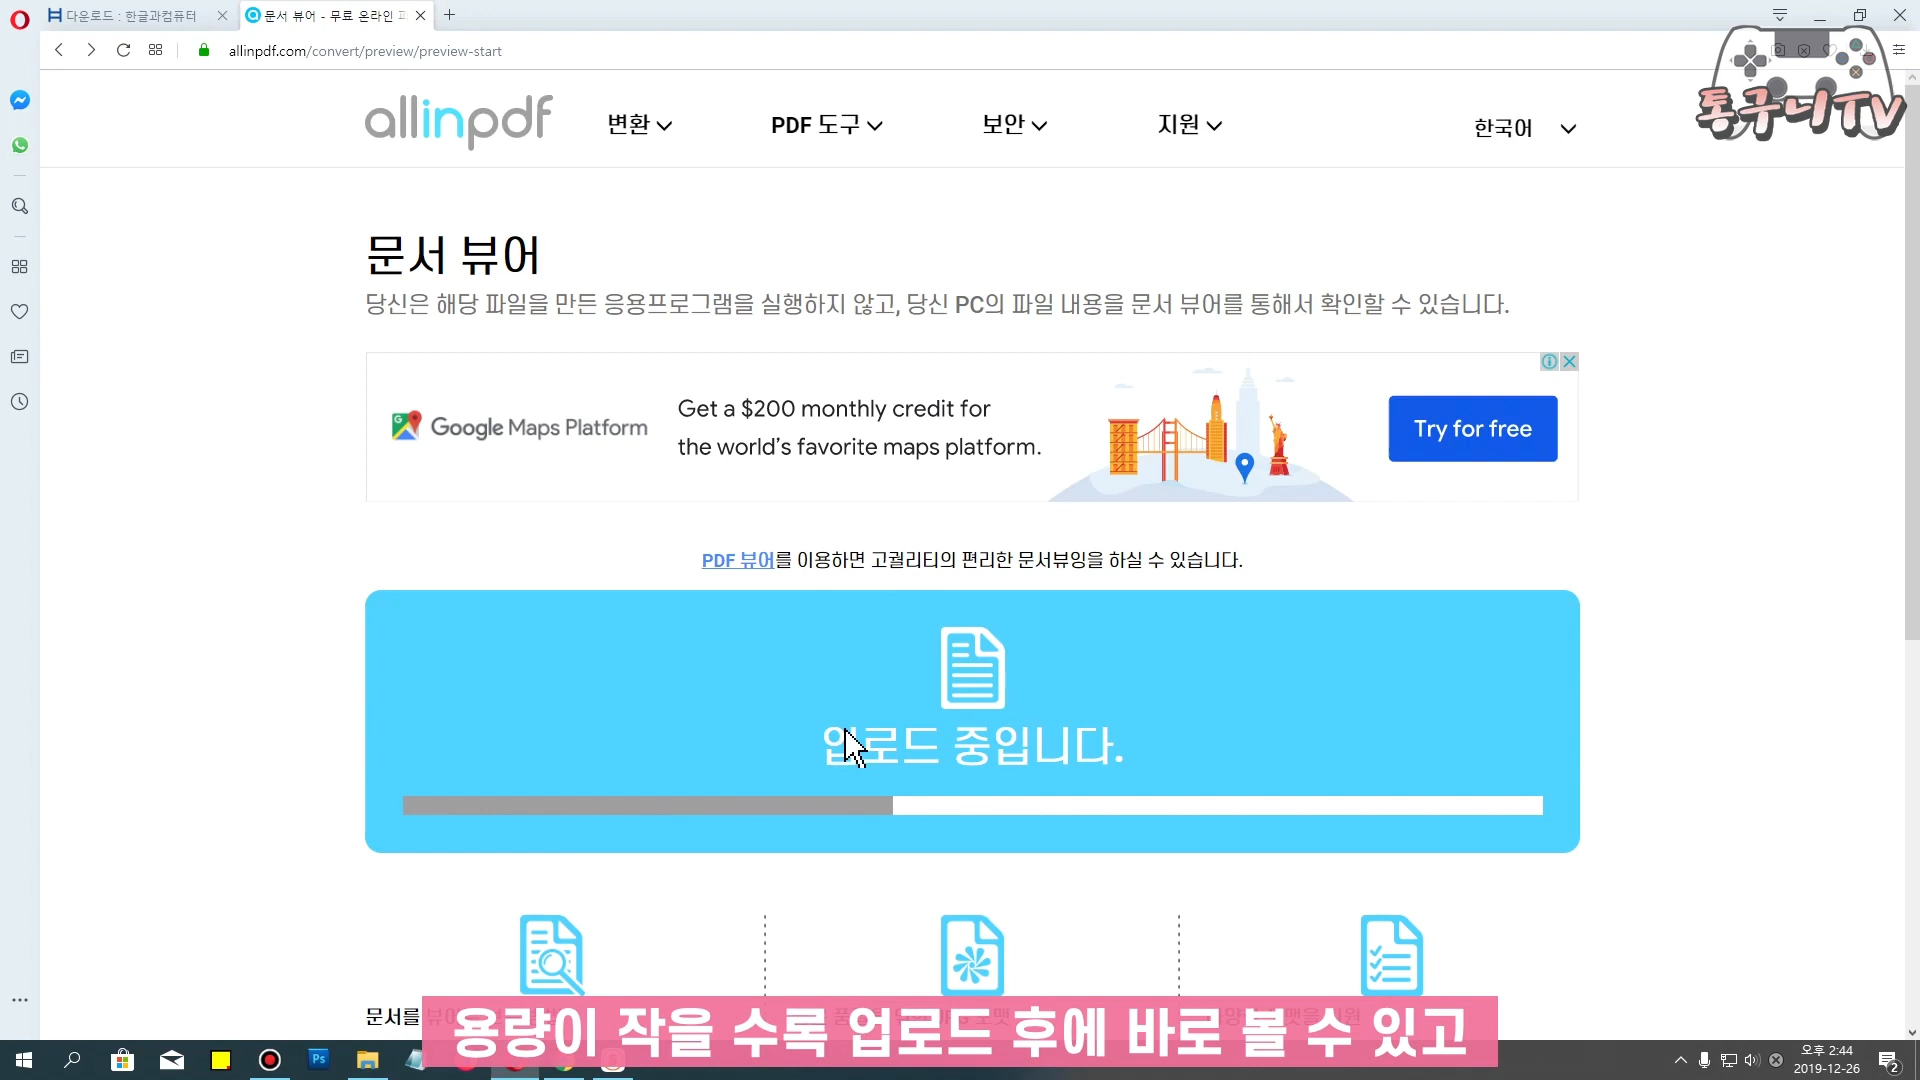 다운로드 : 한글과컴퓨터
문서 뷰어 - 무료 온라인
allinpdf.com/convert/preview/preview-start
통구니TV
allinpdf
변환
PDF 도구
보안
지원
한국어
문서 뷰어
당신은 해당 파일을 만든 응용프로그램을 실행하지 않고, 당신 PC의 파일 내용을 문서 뷰어를 통해서 확인할 수 있습니다.
Google Maps Platform
Get a $200 monthly credit for
the world's favorite maps platform.
Try for free
PDF 뷰어를 이용하면 고퀄리티의 편리한 문서뷰잉을 하실 수 있습니다.
업로드 중입니다.
문서를
용량이 작을 수록 업로드 후에 바로 볼 수 있고
Ps
오후 2:44
2019-12-26
2